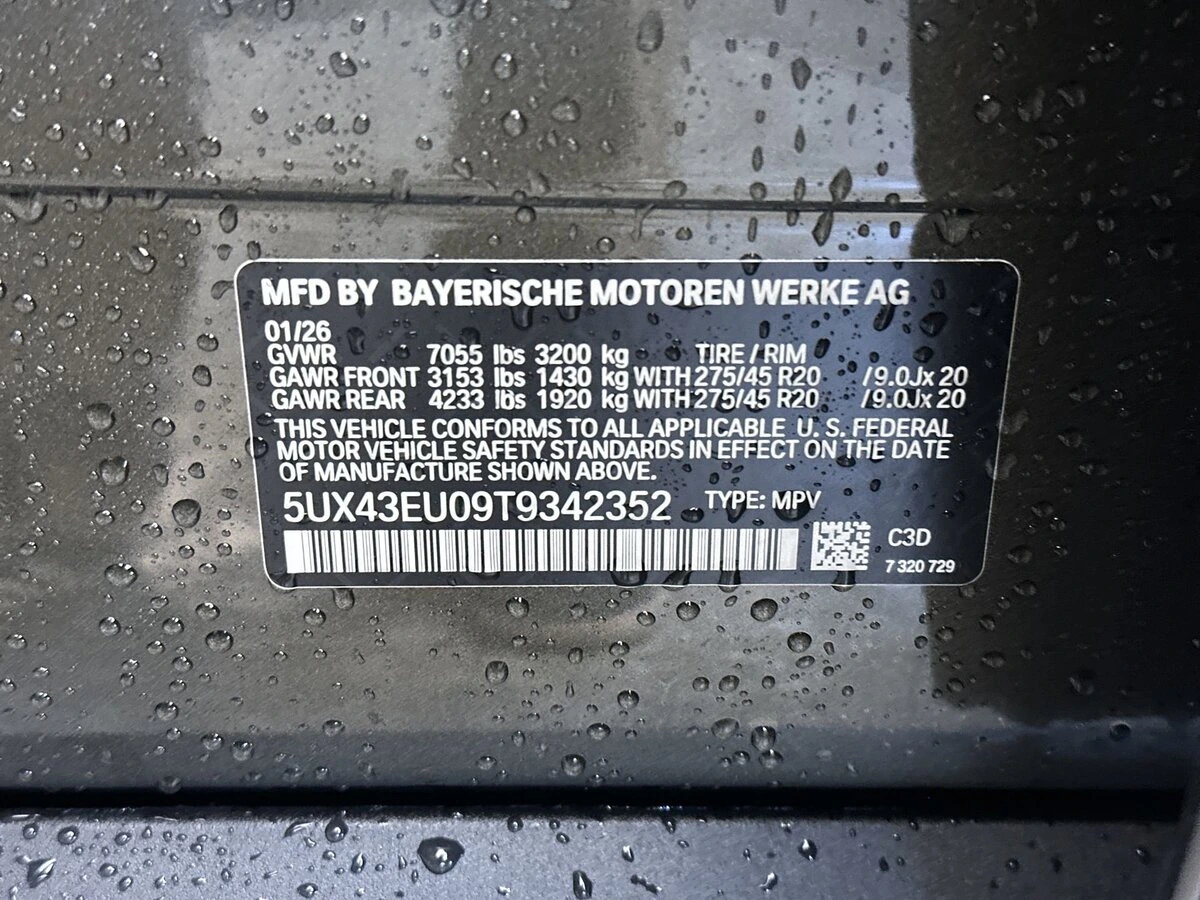 MFD BY BAYERISCHE MOTOREN WERKE AG
01/26
GVWR 7055 lbs 3200 kg TIRE / RIM
GAWR FRONT 3153 lbs 1430 kg WITH 275/45 R20 /9.0Jx 20
GAWR REAR 4233 lbs 1920 kg WITH 275/45 R20 /9.0Jx 20
THIS VEHICLE CONFORMS TO ALL APPLICABLE U. S. FEDERAL
MOTOR VEHICLE SAFETY STANDARDS IN EFFECT ON THE DATE
OF MANUFACTURE SHOWN ABOVE.
5UX43EU09T9342352 TYPE: MPV
C3D
7 320 729